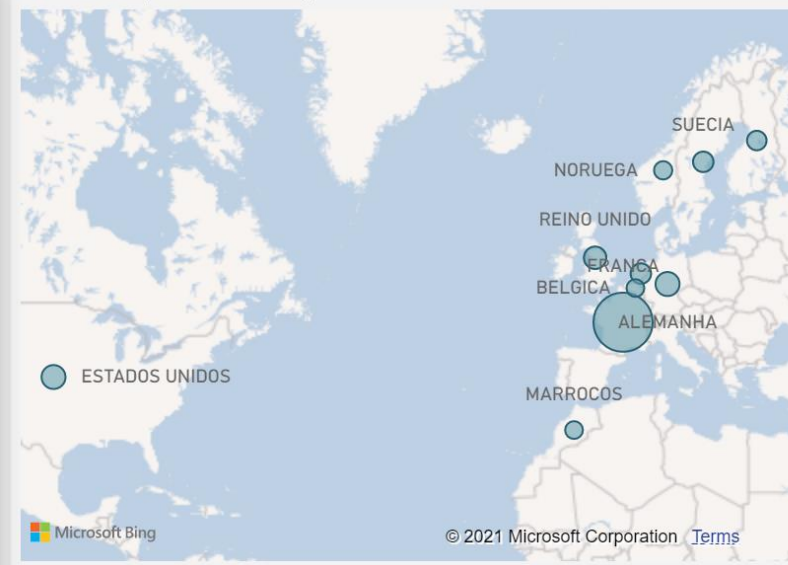 SUECIA
NORUEGA
REINO UNIDO
FRANCA
BELGICA
ALEMANHA
ESTADOS UNIDOS
MARROCOS
Microsoft Bing
© 2021 Microsoft Corporation Terms